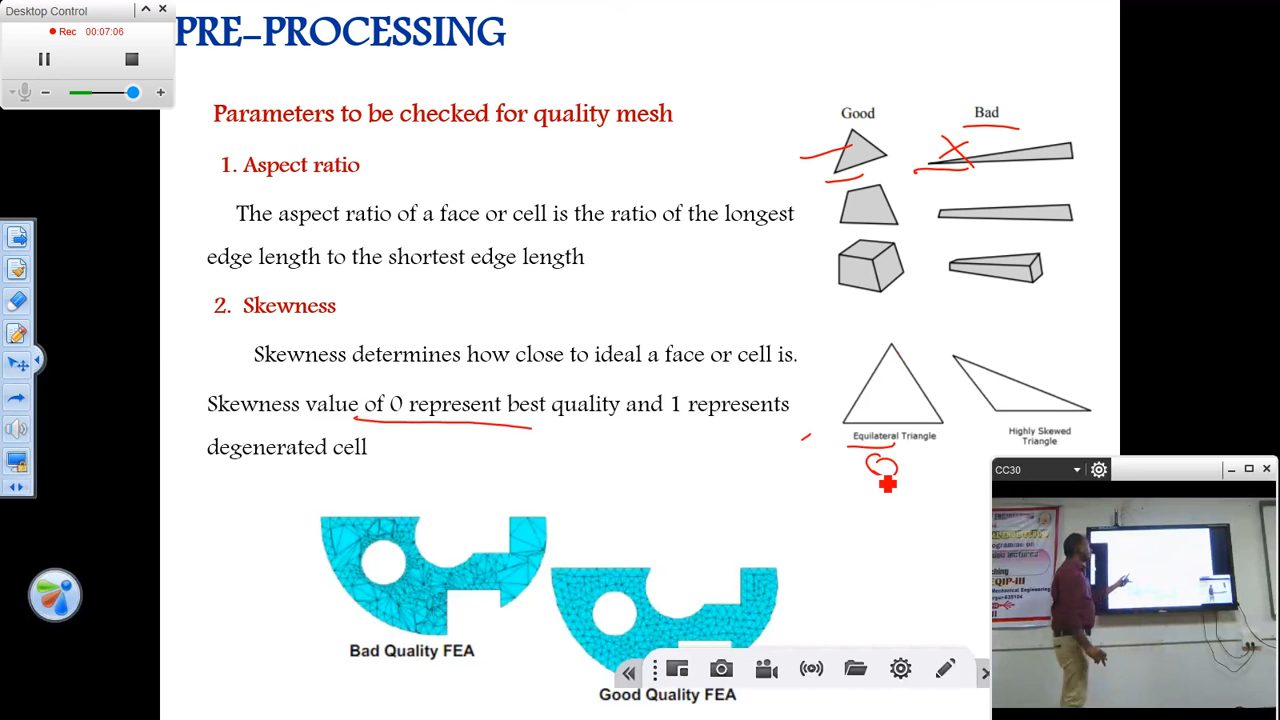 Desktop Control
Rec 00:07:06
PRE-PROCESSING
Parameters to be checked for quality mesh
Good Bad
1. Aspect ratio
The aspect ratio of a face or cell is the ratio of the longest
edge length to the shortest edge length
2. Skewness
Skewness determines how close to ideal a face or cell is.
Skewness value of 0 represent best quality and 1 represents
degenerated cell
Equilateral Triangle
Highly Skewed
Triangle
0
CC30
EQIP-III
Bad Quality FEA
Good Quality FEA